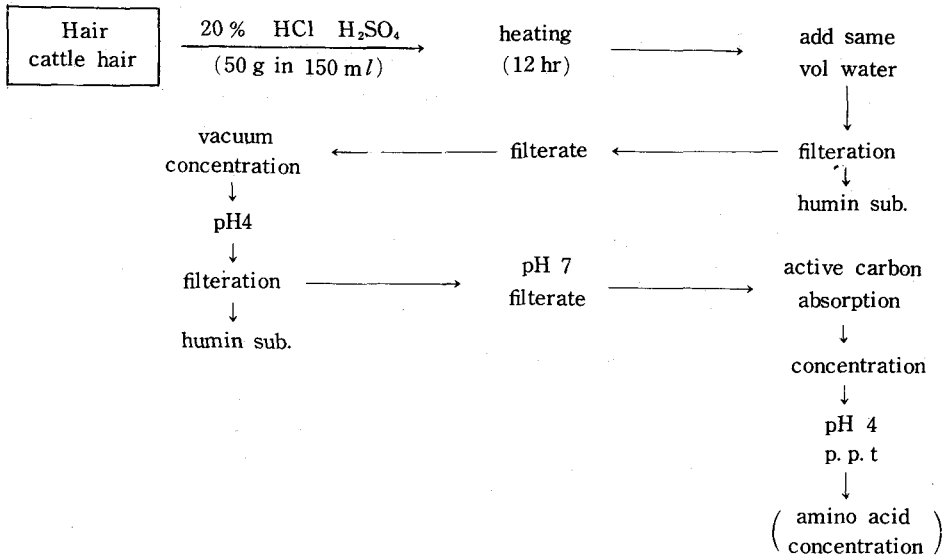 Hair
cattle hair
20 % HCl H₂SO₄
(50 g in 150 ml)
heating
(12 hr)
add same
vol water
filteration
humin sub.
filterate
vacuum
concentration
pH4
filteration
humin sub.
pH 7
filterate
active carbon
absorption
concentration
pH 4
p. p. t
(amino acid
concentration)